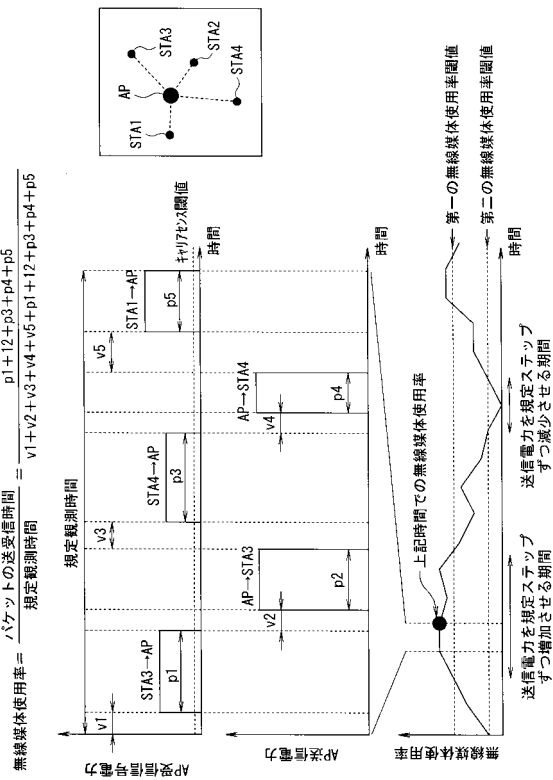 無線媒体使用率＝ パケットの送受信時間 ＝ p1+12+p3+p4+p5
規定観測時間 v1+v2+v3+v4+v5+p1+12+p3+p4+p5
AP
STA1
STA2
STA3
STA4
規定観測時間
AP受信信号電力
v1
STA3→AP
p1
v3
STA4→AP
p3
v5
STA1→AP
p5
キャリアセンス閾値
時間
AP送信電力
v2
AP→STA3
p2
v4
AP→STA4
p4
時間
無線媒体使用率
上記時間での無線媒体使用率
第一の無線媒体使用率閾値
第二の無線媒体使用率閾値
時間
送信電力を規定ステップ
ずつ増加させる期間
送信電力を規定ステップ
ずつ減少させる期間